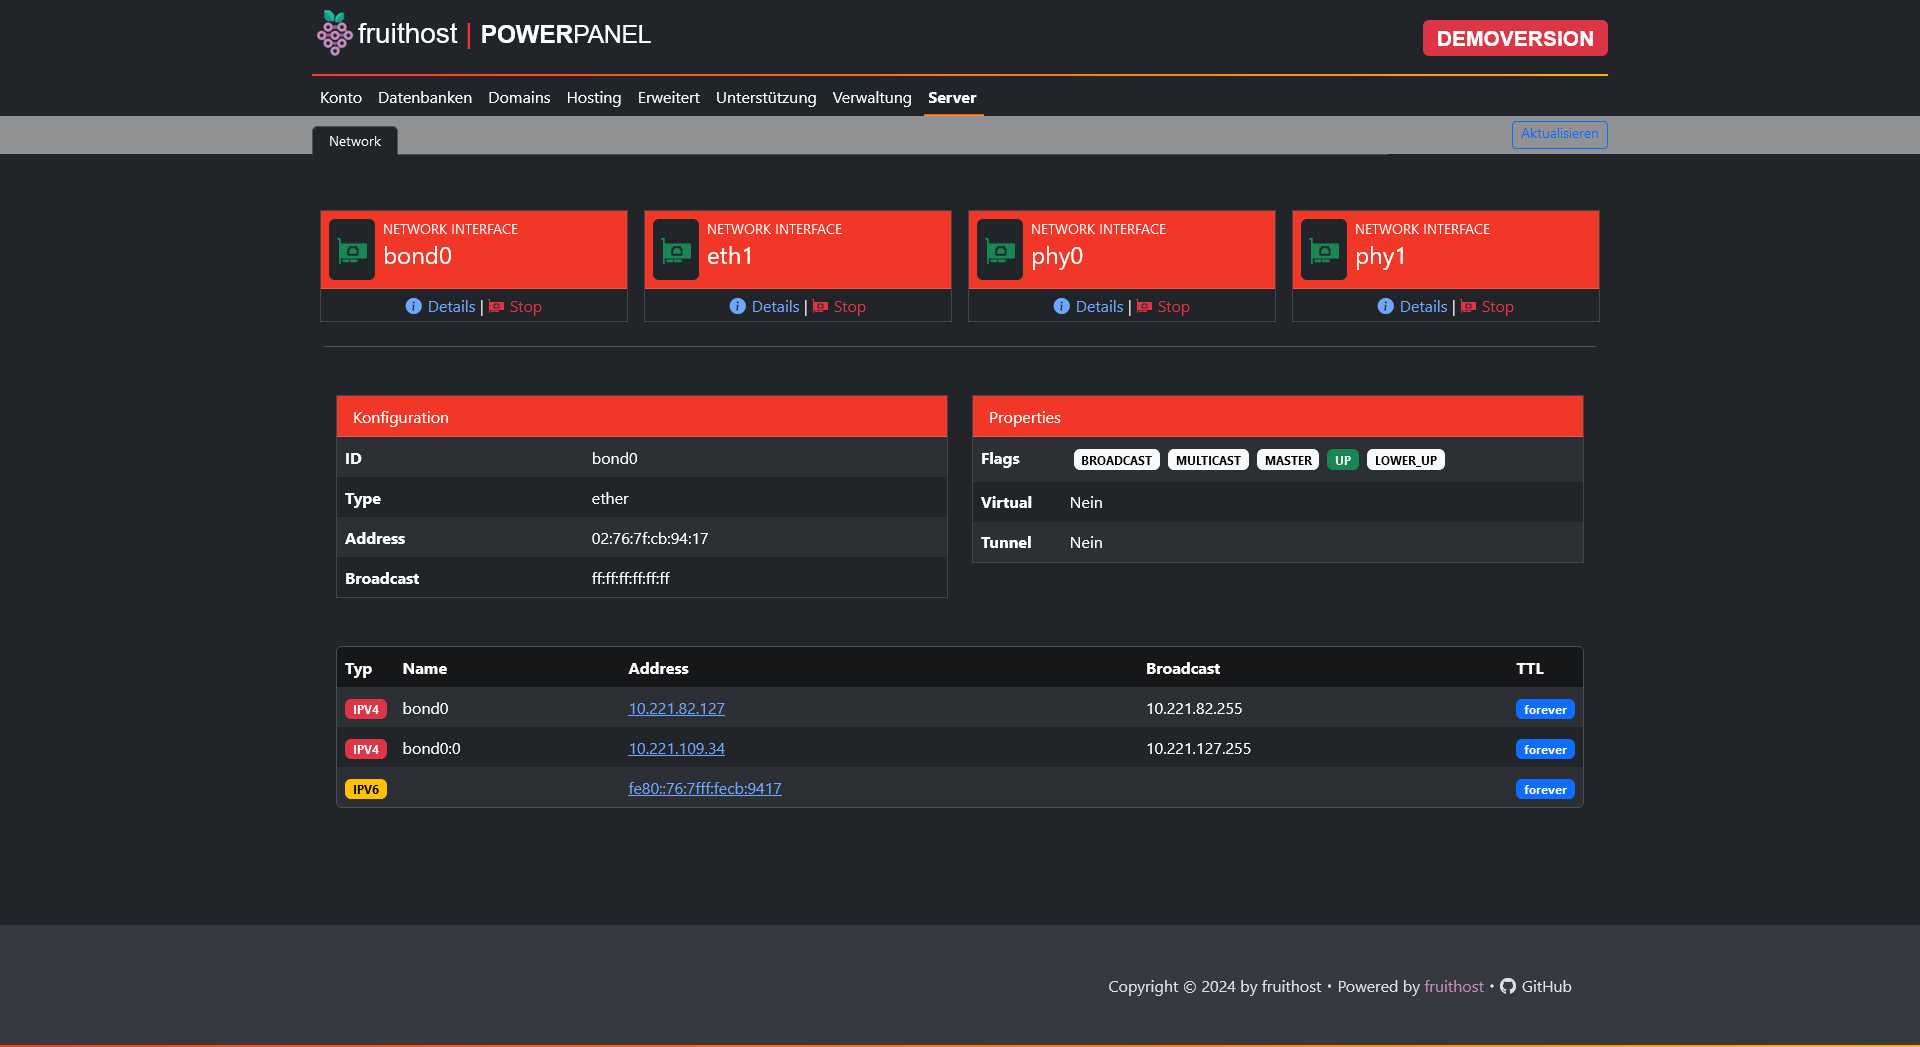 fruithost | POWERPANEL
DEMOVERSION
Konto Datenbanken Domains Hosting Erweitert Unterstützung Verwaltung Server
Network
Aktualisieren
NETWORK INTERFACE
bond0
Details | Stop
NETWORK INTERFACE
eth1
Details | Stop
NETWORK INTERFACE
phy0
Details | Stop
NETWORK INTERFACE
phy1
Details | Stop
Konfiguration
ID bond0
Type ether
Address 02:76:7f:cb:94:17
Broadcast ff:ff:ff:ff:ff:ff
Properties
Flags BROADCAST MULTICAST MASTER UP LOWER_UP
Virtual Nein
Tunnel Nein
Typ Name Address Broadcast TTL
IPV4 bond0 10.221.82.127 10.221.82.255 forever
IPV4 bond0:0 10.221.109.34 10.221.127.255 forever
IPV6 fe80::76:7fff:fecb:9417 forever
Copyright © 2024 by fruithost • Powered by fruithost • GitHub